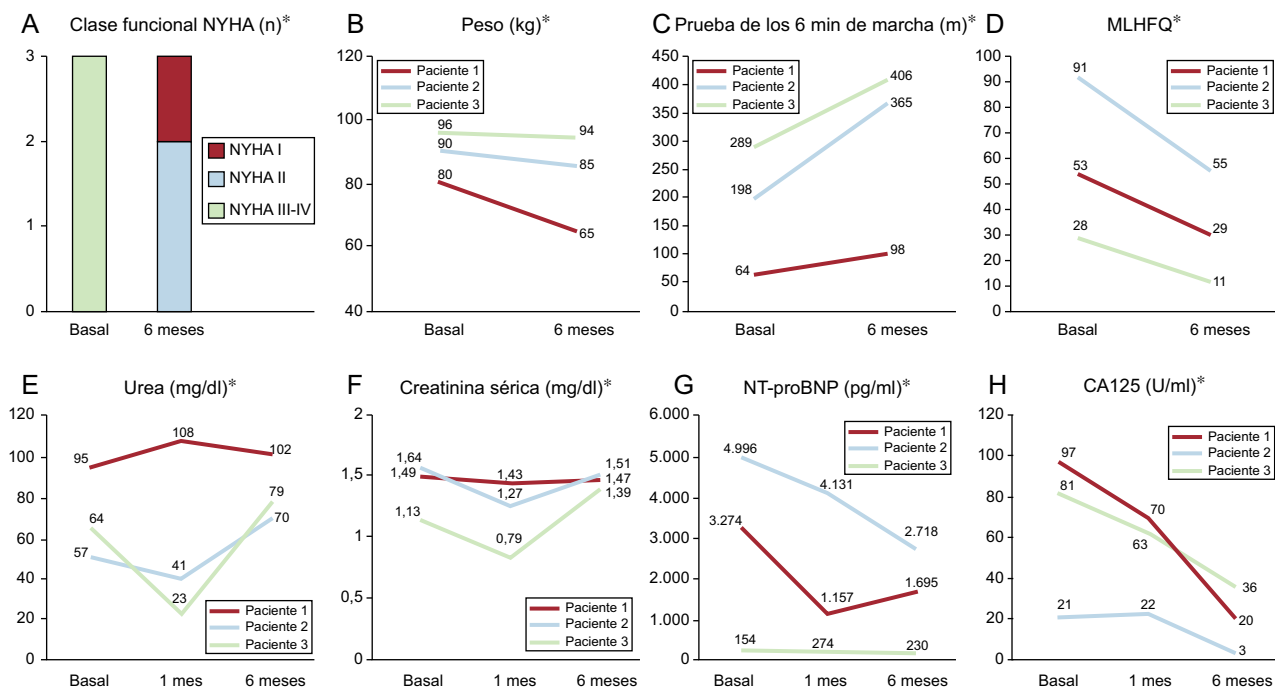 A Clase funcional NYHA (n)*
3
2
1
0
NYHA I
NYHA II
NYHA III-IV
Basal 6 meses
B Peso (kg)*
120
100
80
60
40
Paciente 1
Paciente 2
Paciente 3
96 94
90 85
80 65
Basal 6 meses
C Prueba de los 6 min de marcha (m)*
450
400
350
300
250
200
150
100
50
0
Paciente 1
Paciente 2
Paciente 3
289 406
198 365
64 98
Basal 6 meses
D MLHFQ*
100
90
80
70
60
50
40
30
20
10
0
Paciente 1
Paciente 2
Paciente 3
91 55
53 29
28 11
Basal 6 meses
E Urea (mg/dl)*
120
100
80
60
40
20
0
95 108 102
64 23 79
57 41 70
Paciente 1
Paciente 2
Paciente 3
Basal 1 mes 6 meses
F Creatinina sérica (mg/dl)*
2
1.5
1
0,5
0
1,64 1,27 1,51
1,49 1,43 1,47
1,13 0,79 1,39
Paciente 1
Paciente 2
Paciente 3
Basal 1 mes 6 meses
G NT-proBNP (pg/ml)*
6.000
5.000
4.000
3.000
2.000
1.000
0
Paciente 1
Paciente 2
Paciente 3
4.996 4.131 2.718
3.274 1.157 1.695
154 274 230
Basal 1 mes 6 meses
H CA125 (U/ml)*
120
100
80
60
40
20
0
Paciente 1
Paciente 2
Paciente 3
97 70 20
81 63 36
21 22 3
Basal 1 mes 6 meses